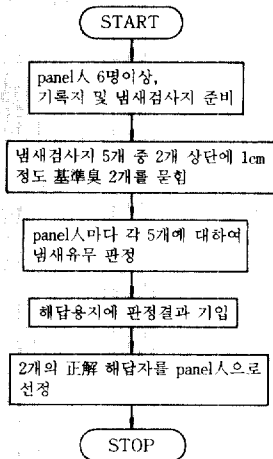 START
panel人 6명이상,
기록지 및 냄새검사지 준비
냄새검사지 5개 중 2개 상단에 1cm
정도 基準臭 2개를 묻힘
panel人마다 각 5개에 대하여
냄새유무 판정
해답용지에 판정결과 기입
2개의 正解 해답자를 panel人으로
선정
STOP